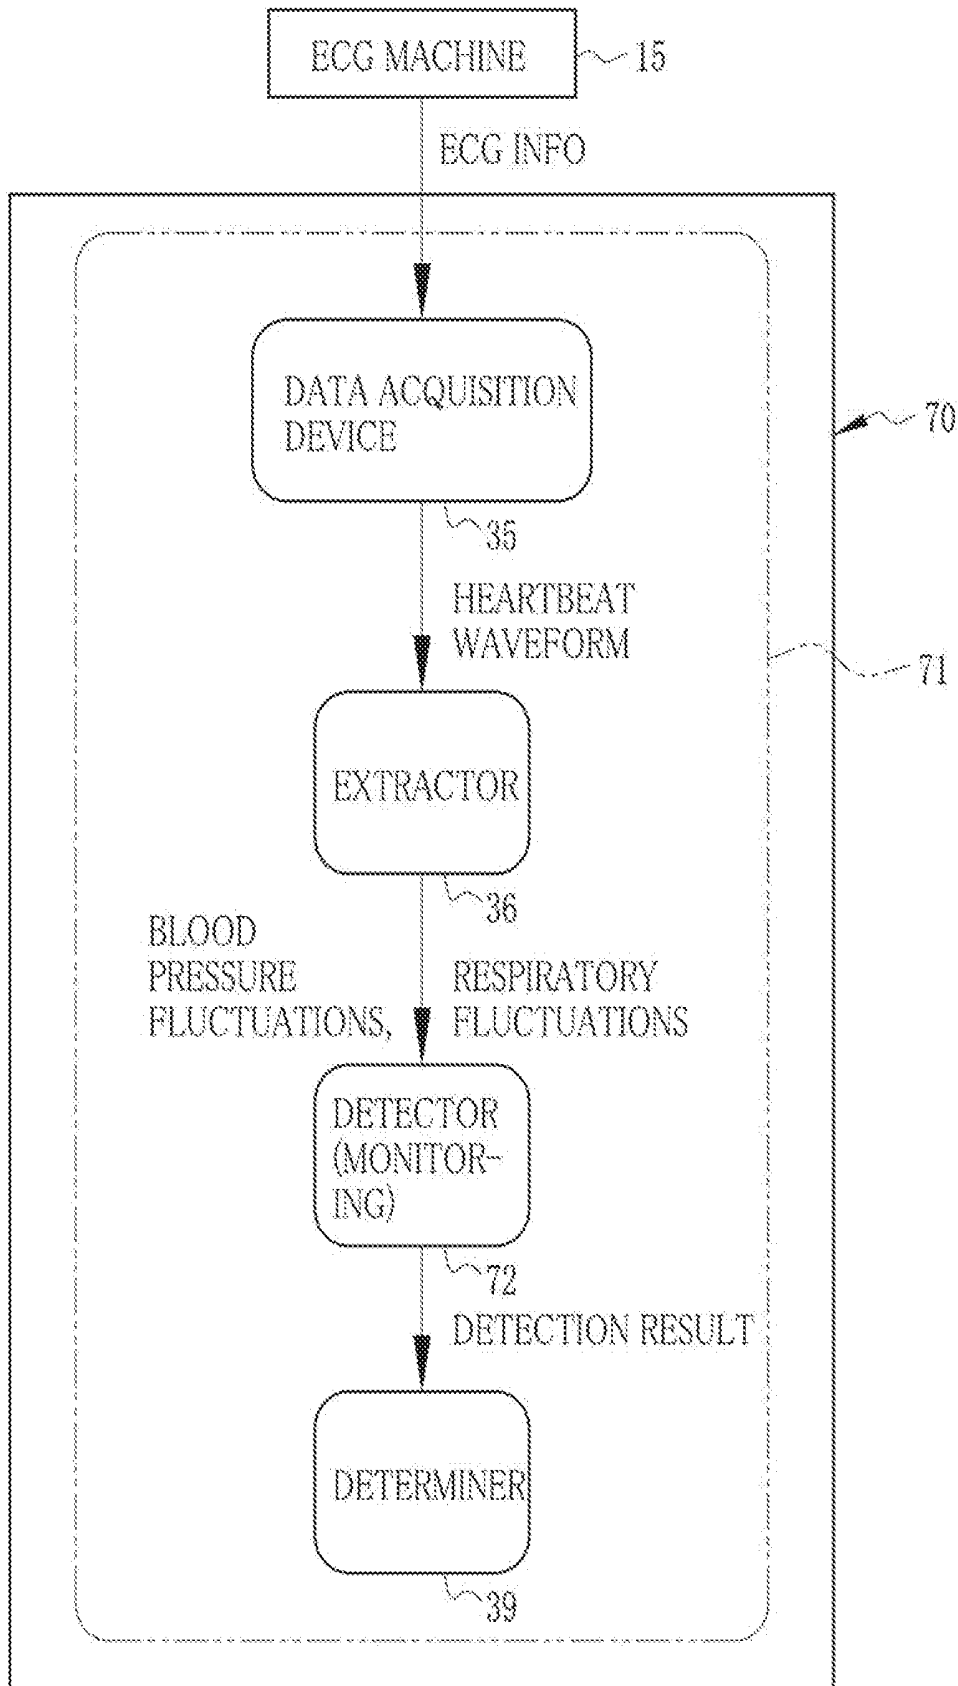 ECG MACHINE
15
ECG INFO
DATA ACQUISITION
DEVICE
70
35
HEARTBEAT
WAVEFORM
71
EXTRACTOR
36
BLOOD
PRESSURE
FLUCTUATIONS,
RESPIRATORY
FLUCTUATIONS
DETECTOR
(MONITOR-
ING)
72
DETECTION RESULT
DETERMINER
39